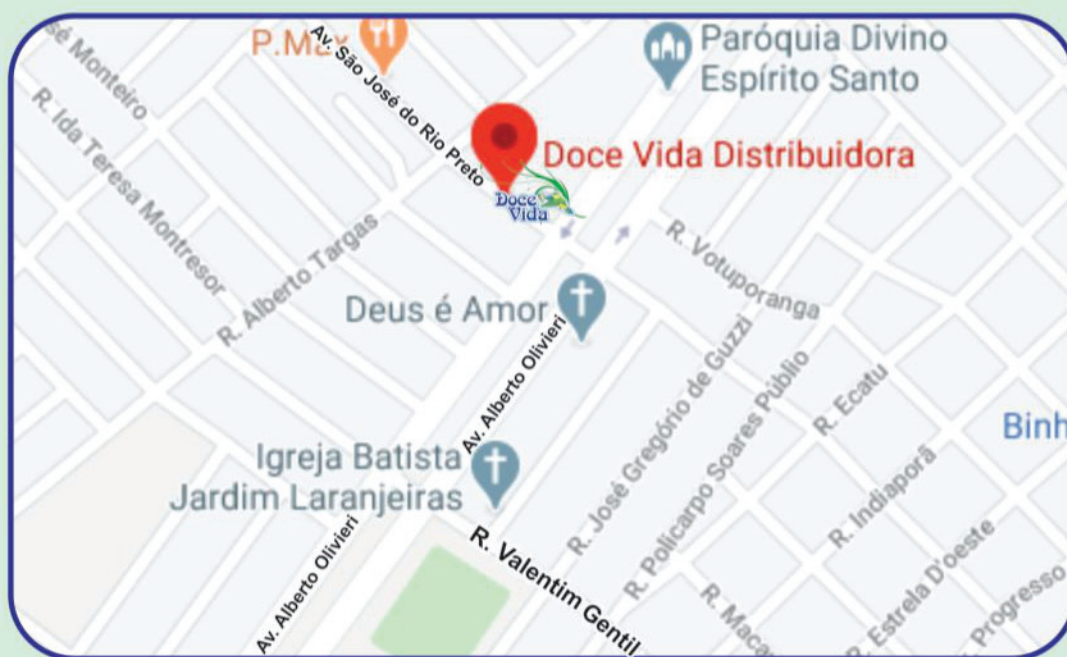 P.Max
Av. São José do Rio Preto
Paróquia Divino
Espírito Santo
sé Monteiro
R. Ida Teresa Montresor
Doce Vida Distribuidora
Doce
Vida
R. Alberto Targas
R. Votuporanga
Deus é Amor
Av. Alberto Olivieri
R. José Gregório de Guzzi
R. Policarpo Soares Público
R. Ecatu
Binh
Igreja Batista
Jardim Laranjeiras
R. Indiaporã
Av. Alberto Olivieri
R. Valentim Gentil
R. Maca
R. Estrela D'oeste
. Progresso